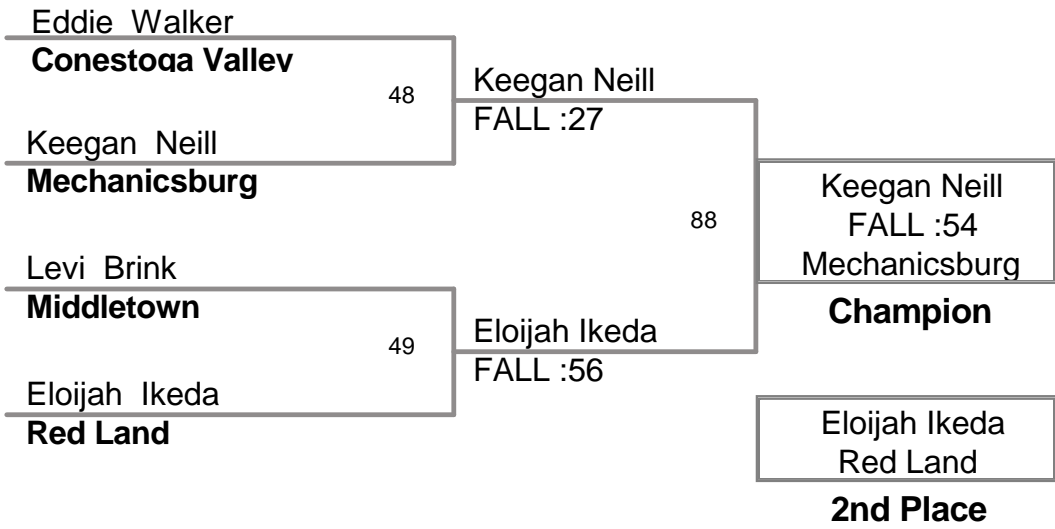 Eddie Walker
Conestoga Valley
48
Keegan Neill
FALL :27
Keegan Neill
Mechanicsburg
88
Keegan Neill
FALL :54
Mechanicsburg
Champion
Levi Brink
Middletown
49
Eloijah Ikeda
FALL :56
Eloijah Ikeda
Red Land
Eloijah Ikeda
Red Land
2nd Place